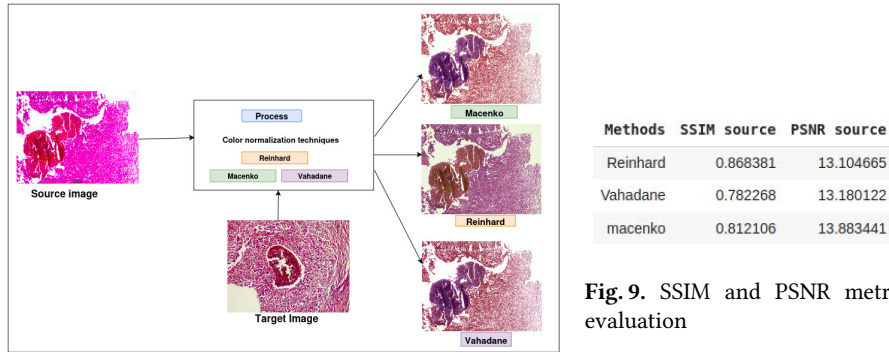 Source image
Process
Color normalization techniques
Reinhard
Macenko
Vahadane
Target Image
Macenko
Reinhard
Vahadane
Methods SSIM source PSNR source
Reinhard 0.868381 13.104665
Vahadane 0.782268 13.180122
macenko 0.812106 13.883441
Fig. 9. SSIM and PSNR metr
evaluation